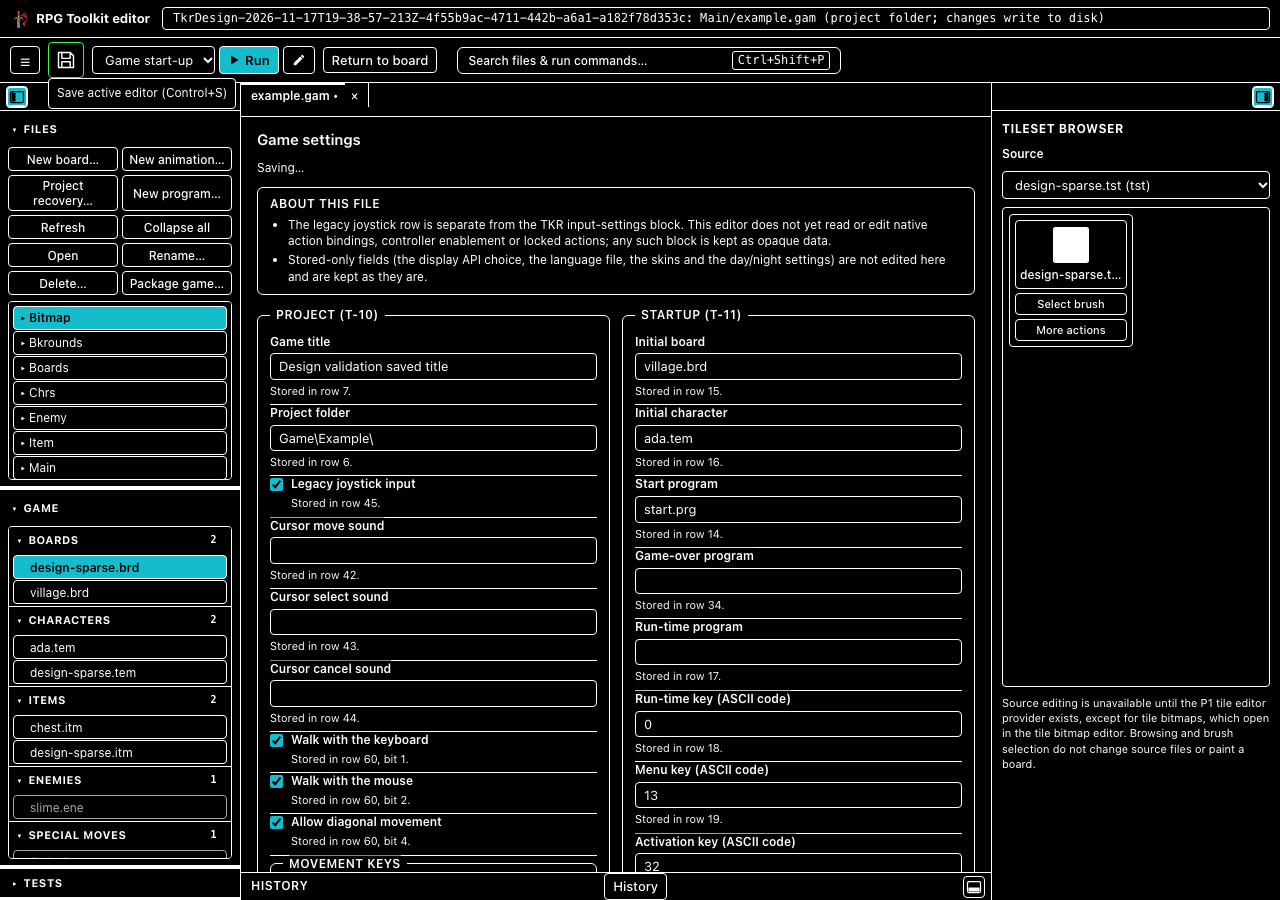 RPG Toolkit editor
TkrDesign-2026-11-17T19-38-57-213Z-4f55b9ac-4711-442b-a6a1-a182f78d353c: Main/example.gam (project folder; changes write to disk)
Game start-up
Run
Return to board
Search files & run commands...
Ctrl+Shift+P
Save active editor (Control+S)
FILES
New board...
New animation...
Project recovery...
New program...
Refresh
Collapse all
Open
Rename...
Delete...
Package game...
Bitmap
Bkrounds
Boards
Chrs
Enemy
Item
Main
GAME
BOARDS 2
design-sparse.brd
village.brd
CHARACTERS 2
ada.tem
design-sparse.tem
ITEMS 2
chest.itm
design-sparse.itm
ENEMIES 1
slime.ene
SPECIAL MOVES 1
TESTS
example.gam • ×
Game settings
Saving...
ABOUT THIS FILE
• The legacy joystick row is separate from the TKR input-settings block. This editor does not yet read or edit native
action bindings, controller enablement or locked actions; any such block is kept as opaque data.
• Stored-only fields (the display API choice, the language file, the skins and the day/night settings) are not edited here
and are kept as they are.
PROJECT (T-10)
Game title
Design validation saved title
Stored in row 7.
Project folder
Game\Example\
Stored in row 6.
Legacy joystick input
Stored in row 45.
Cursor move sound
Stored in row 42.
Cursor select sound
Stored in row 43.
Cursor cancel sound
Stored in row 44.
Walk with the keyboard
Stored in row 60, bit 1.
Walk with the mouse
Stored in row 60, bit 2.
Allow diagonal movement
Stored in row 60, bit 4.
MOVEMENT KEYS
STARTUP (T-11)
Initial board
village.brd
Stored in row 15.
Initial character
ada.tem
Stored in row 16.
Start program
start.prg
Stored in row 14.
Game-over program
Stored in row 34.
Run-time program
Stored in row 17.
Run-time key (ASCII code)
0
Stored in row 18.
Menu key (ASCII code)
13
Stored in row 19.
Activation key (ASCII code)
32
HISTORY
History
TILESET BROWSER
Source
design-sparse.tst (tst)
design-sparse.t...
Select brush
More actions
Source editing is unavailable until the P1 tile editor
provider exists, except for tile bitmaps, which open
in the tile bitmap editor. Browsing and brush
selection do not change source files or paint a
board.